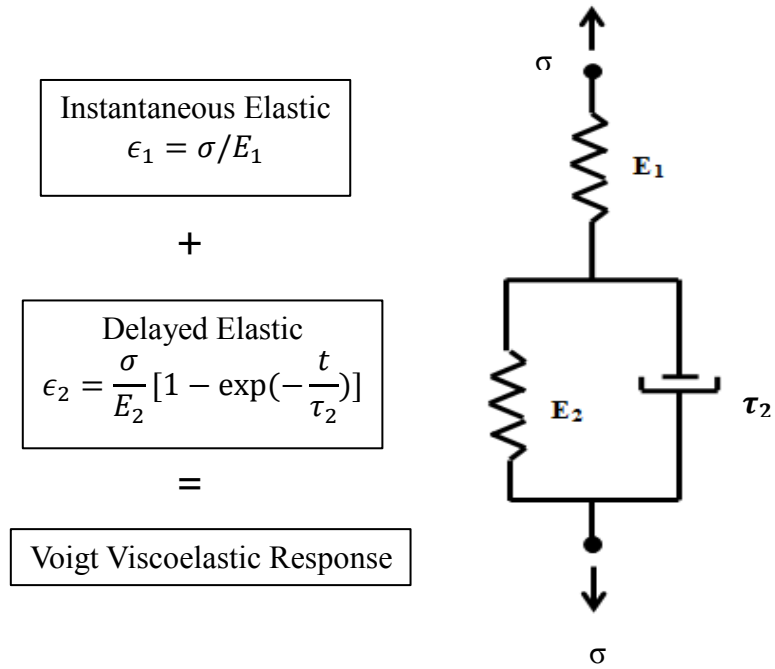 Instantaneous Elastic
𝜖₁ = 𝜎/𝐸₁
+
Delayed Elastic
𝜖₂ = 𝜎/𝐸₂ [1 − exp(−𝑡/𝜏₂)]
=
Voigt Viscoelastic Response
σ
E₁
E₂
τ₂
σ